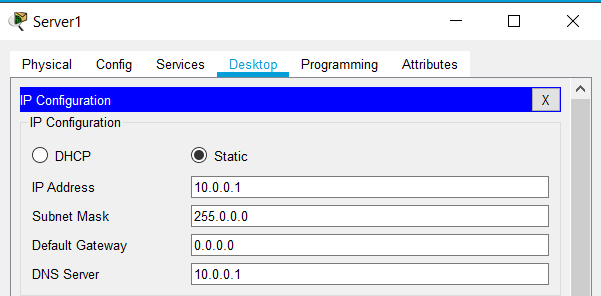 Server1
Physical Config Services Desktop Programming Attributes
IP Configuration X
IP Configuration
DHCP Static
IP Address 10.0.0.1
Subnet Mask 255.0.0.0
Default Gateway 0.0.0.0
DNS Server 10.0.0.1